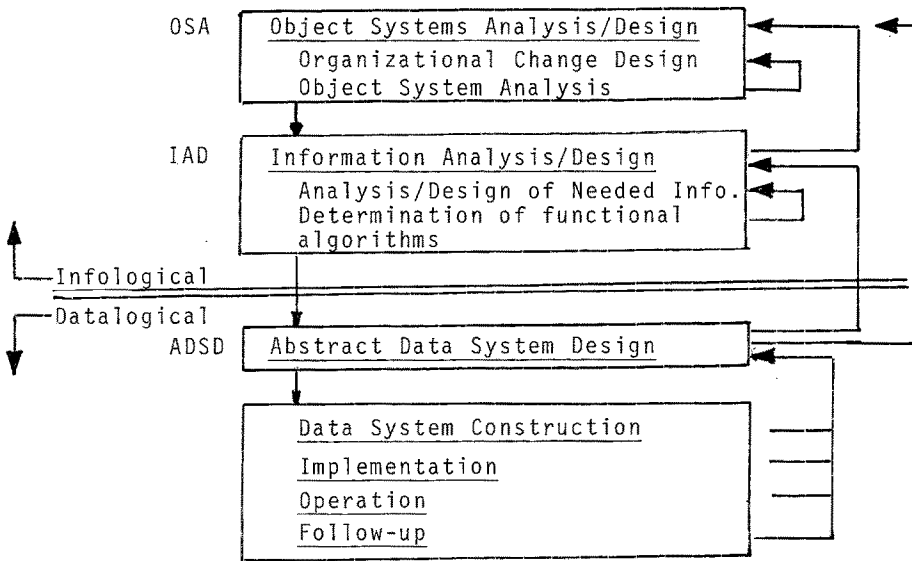 OSA Object Systems Analysis/Design
Organizational Change Design
Object System Analysis
IAD Information Analysis/Design
Analysis/Design of Needed Info.
Determination of functional
algorithms
Infological
Datalogical
ADSD Abstract Data System Design
Data System Construction
Implementation
Operation
Follow-up